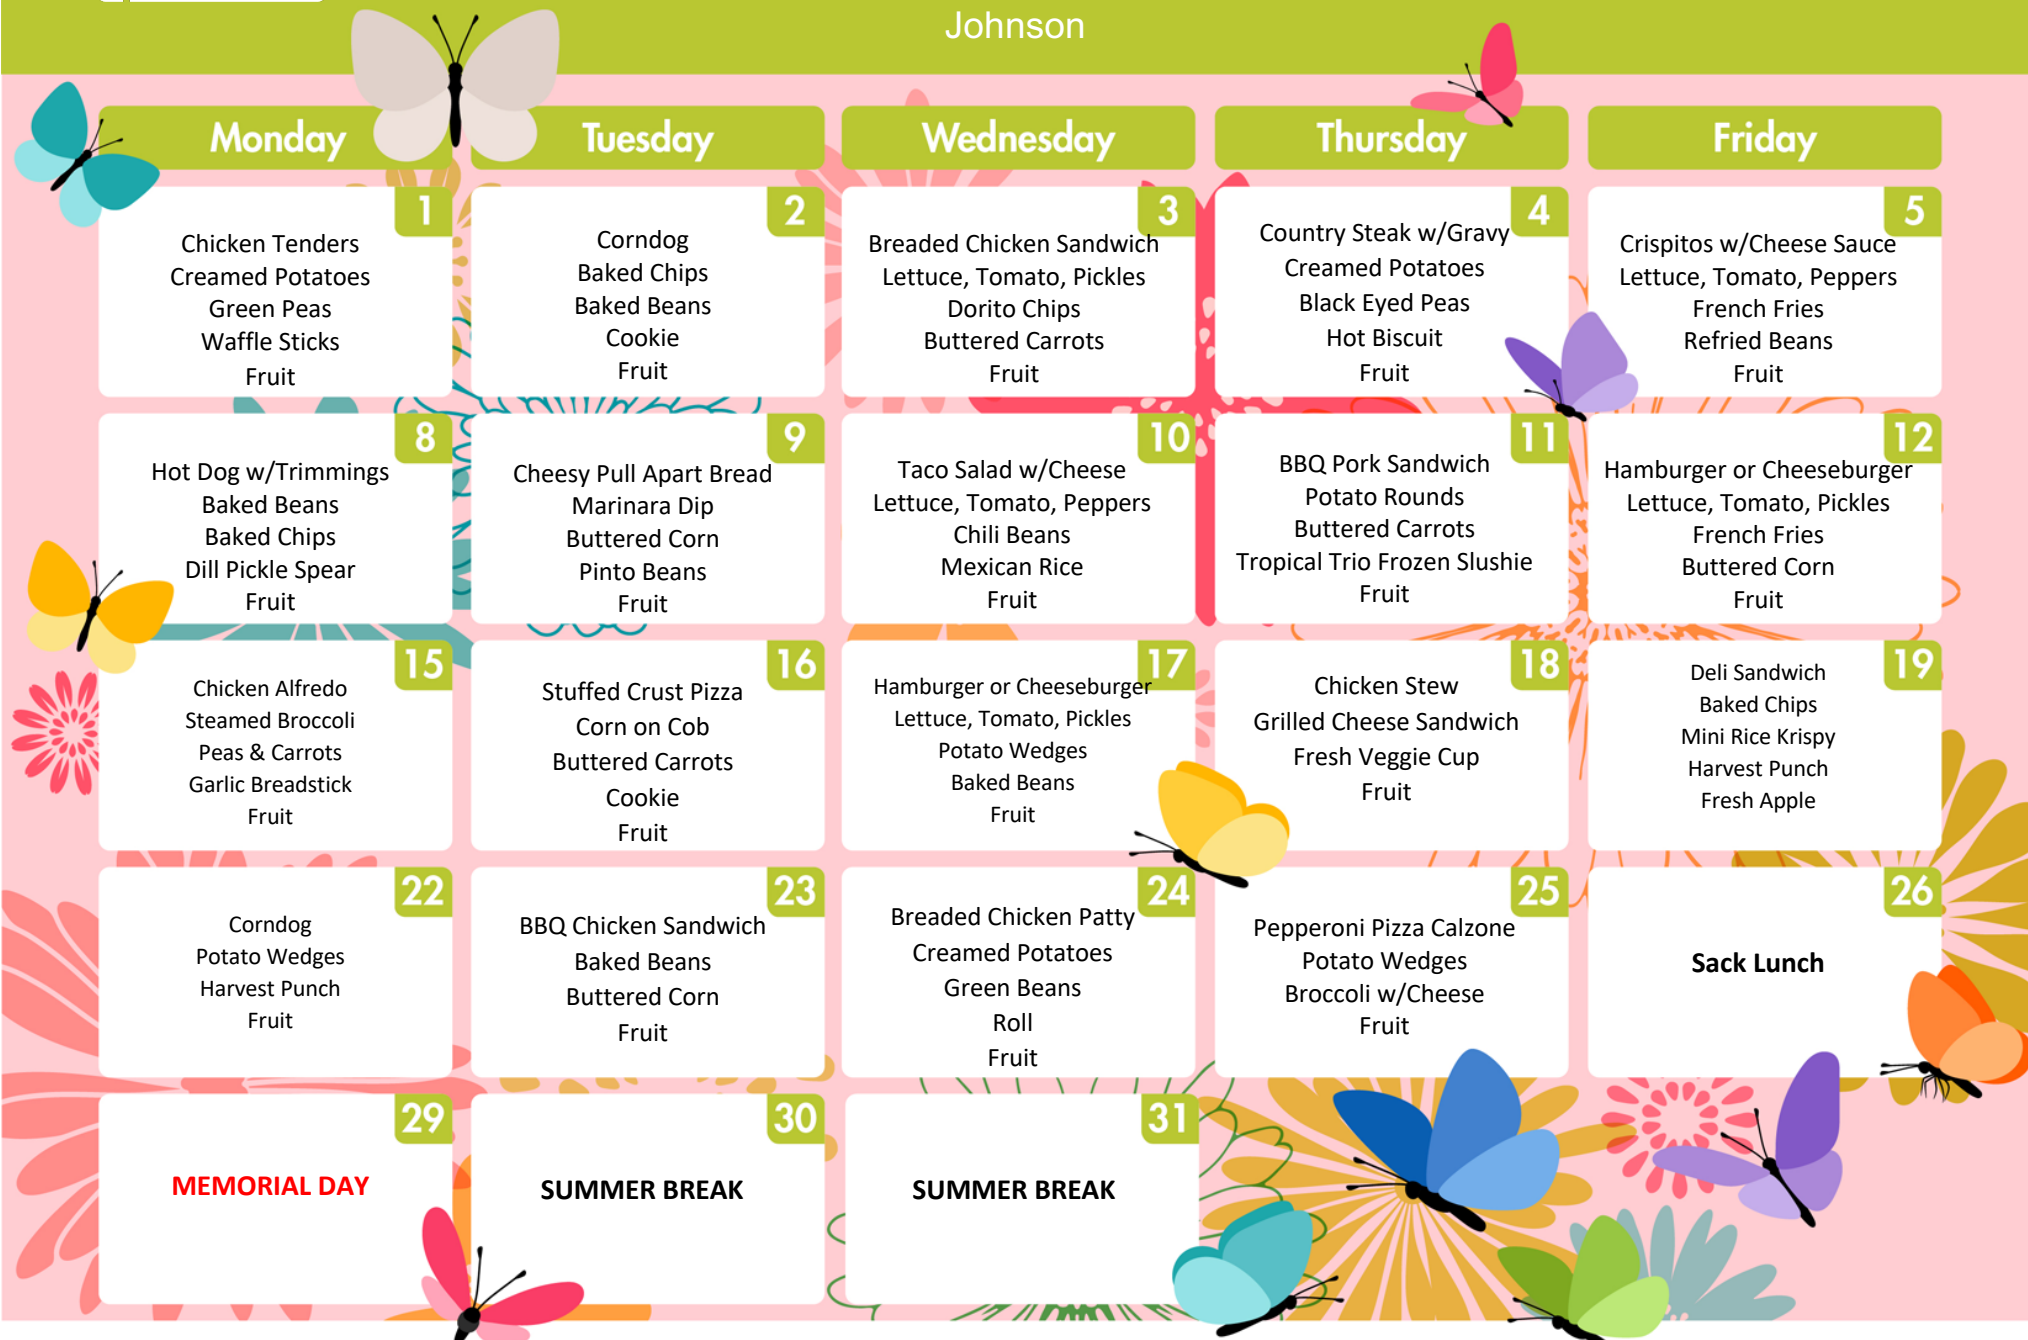 Johnson
Monday
Tuesday
Wednesday
Thursday
Friday
1
Chicken Tenders
Creamed Potatoes
Green Peas
Waffle Sticks
Fruit
2
Corndog
Baked Chips
Baked Beans
Cookie
Fruit
3
Breaded Chicken Sandwich
Lettuce, Tomato, Pickles
Dorito Chips
Buttered Carrots
Fruit
4
Country Steak w/Gravy
Creamed Potatoes
Black Eyed Peas
Hot Biscuit
Fruit
5
Crispitos w/Cheese Sauce
Lettuce, Tomato, Peppers
French Fries
Refried Beans
Fruit
8
Hot Dog w/Trimmings
Baked Beans
Baked Chips
Dill Pickle Spear
Fruit
9
Cheesy Pull Apart Bread
Marinara Dip
Buttered Corn
Pinto Beans
Fruit
10
Taco Salad w/Cheese
Lettuce, Tomato, Peppers
Chili Beans
Mexican Rice
Fruit
11
BBQ Pork Sandwich
Potato Rounds
Buttered Carrots
Tropical Trio Frozen Slushie
Fruit
12
Hamburger or Cheeseburger
Lettuce, Tomato, Pickles
French Fries
Buttered Corn
Fruit
15
Chicken Alfredo
Steamed Broccoli
Peas & Carrots
Garlic Breadstick
Fruit
16
Stuffed Crust Pizza
Corn on Cob
Buttered Carrots
Cookie
Fruit
17
Hamburger or Cheeseburger
Lettuce, Tomato, Pickles
Potato Wedges
Baked Beans
Fruit
18
Chicken Stew
Grilled Cheese Sandwich
Fresh Veggie Cup
Fruit
19
Deli Sandwich
Baked Chips
Mini Rice Krispy
Harvest Punch
Fresh Apple
22
Corndog
Potato Wedges
Harvest Punch
Fruit
23
BBQ Chicken Sandwich
Baked Beans
Buttered Corn
Fruit
24
Breaded Chicken Patty
Creamed Potatoes
Green Beans
Roll
Fruit
25
Pepperoni Pizza Calzone
Potato Wedges
Broccoli w/Cheese
Fruit
26
Sack Lunch
29
MEMORIAL DAY
30
SUMMER BREAK
31
SUMMER BREAK